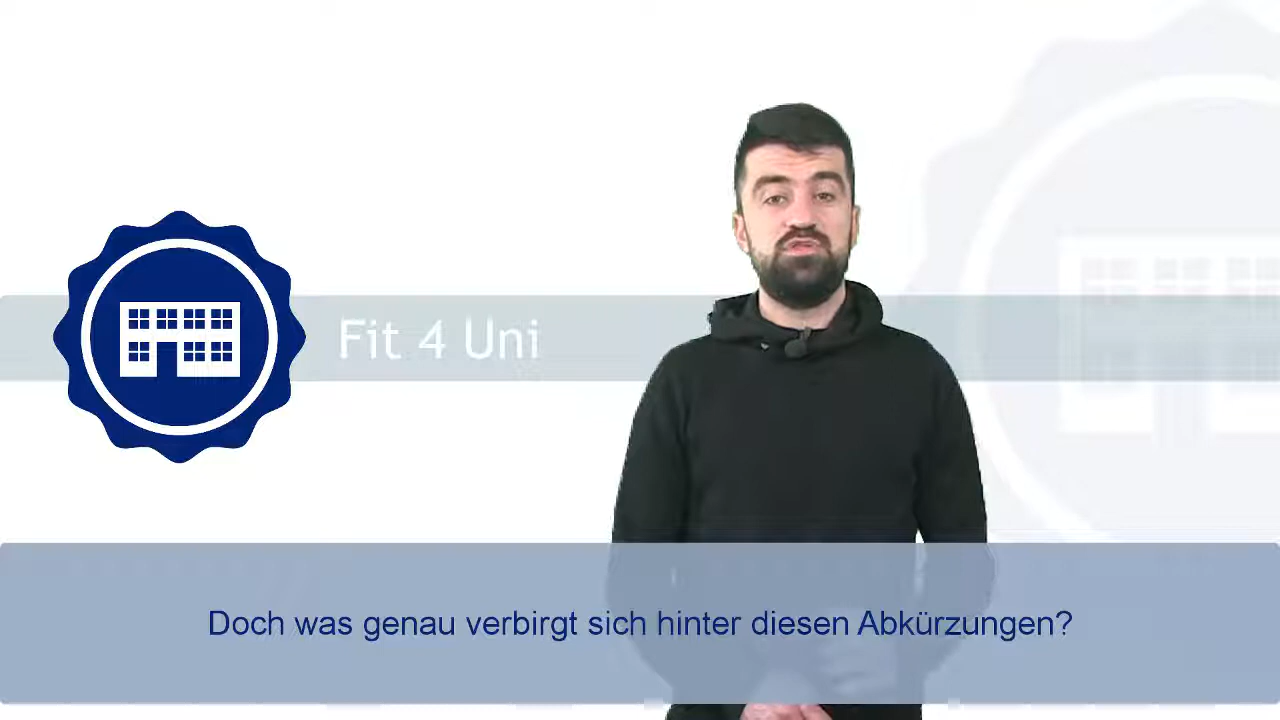 Fit 4 Uni
Doch was genau verbirgt sich hinter diesen Abkürzungen?